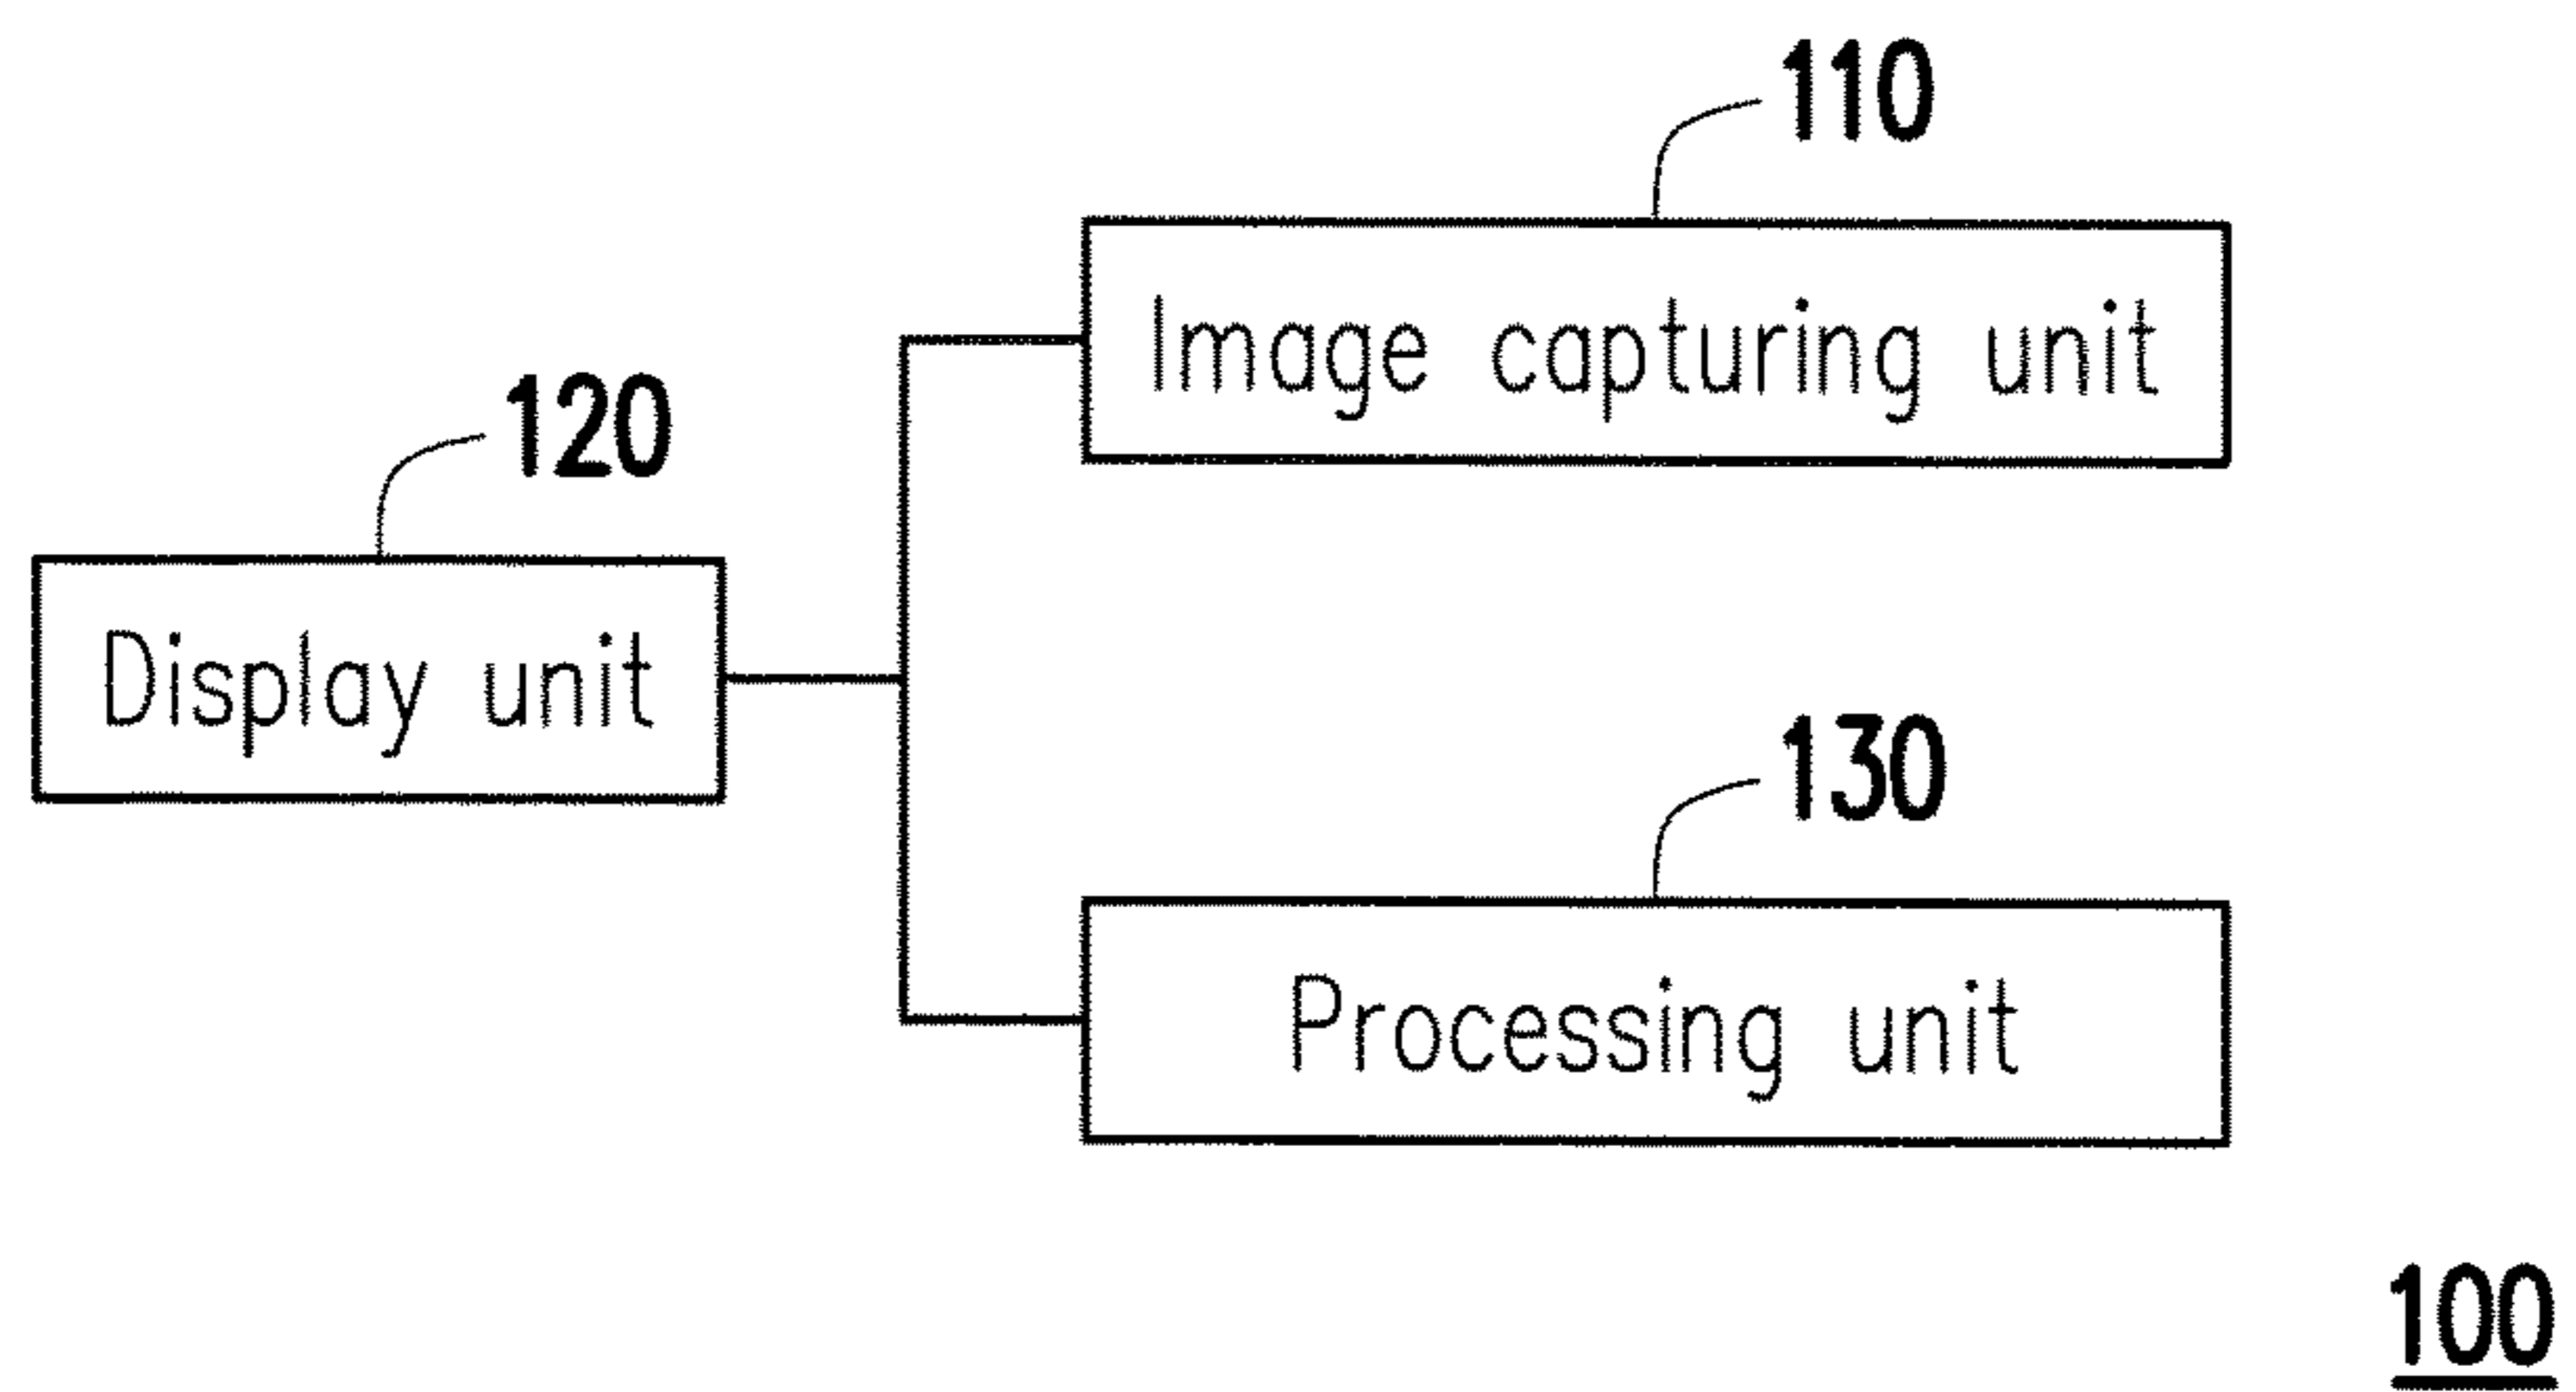 110
Image capturing unit
120
Display unit
130
Processing unit
100